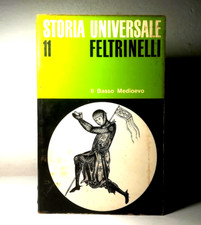 STORIA UNIVERSALE
11 FELTRINELLI
Il Basso Medioevo